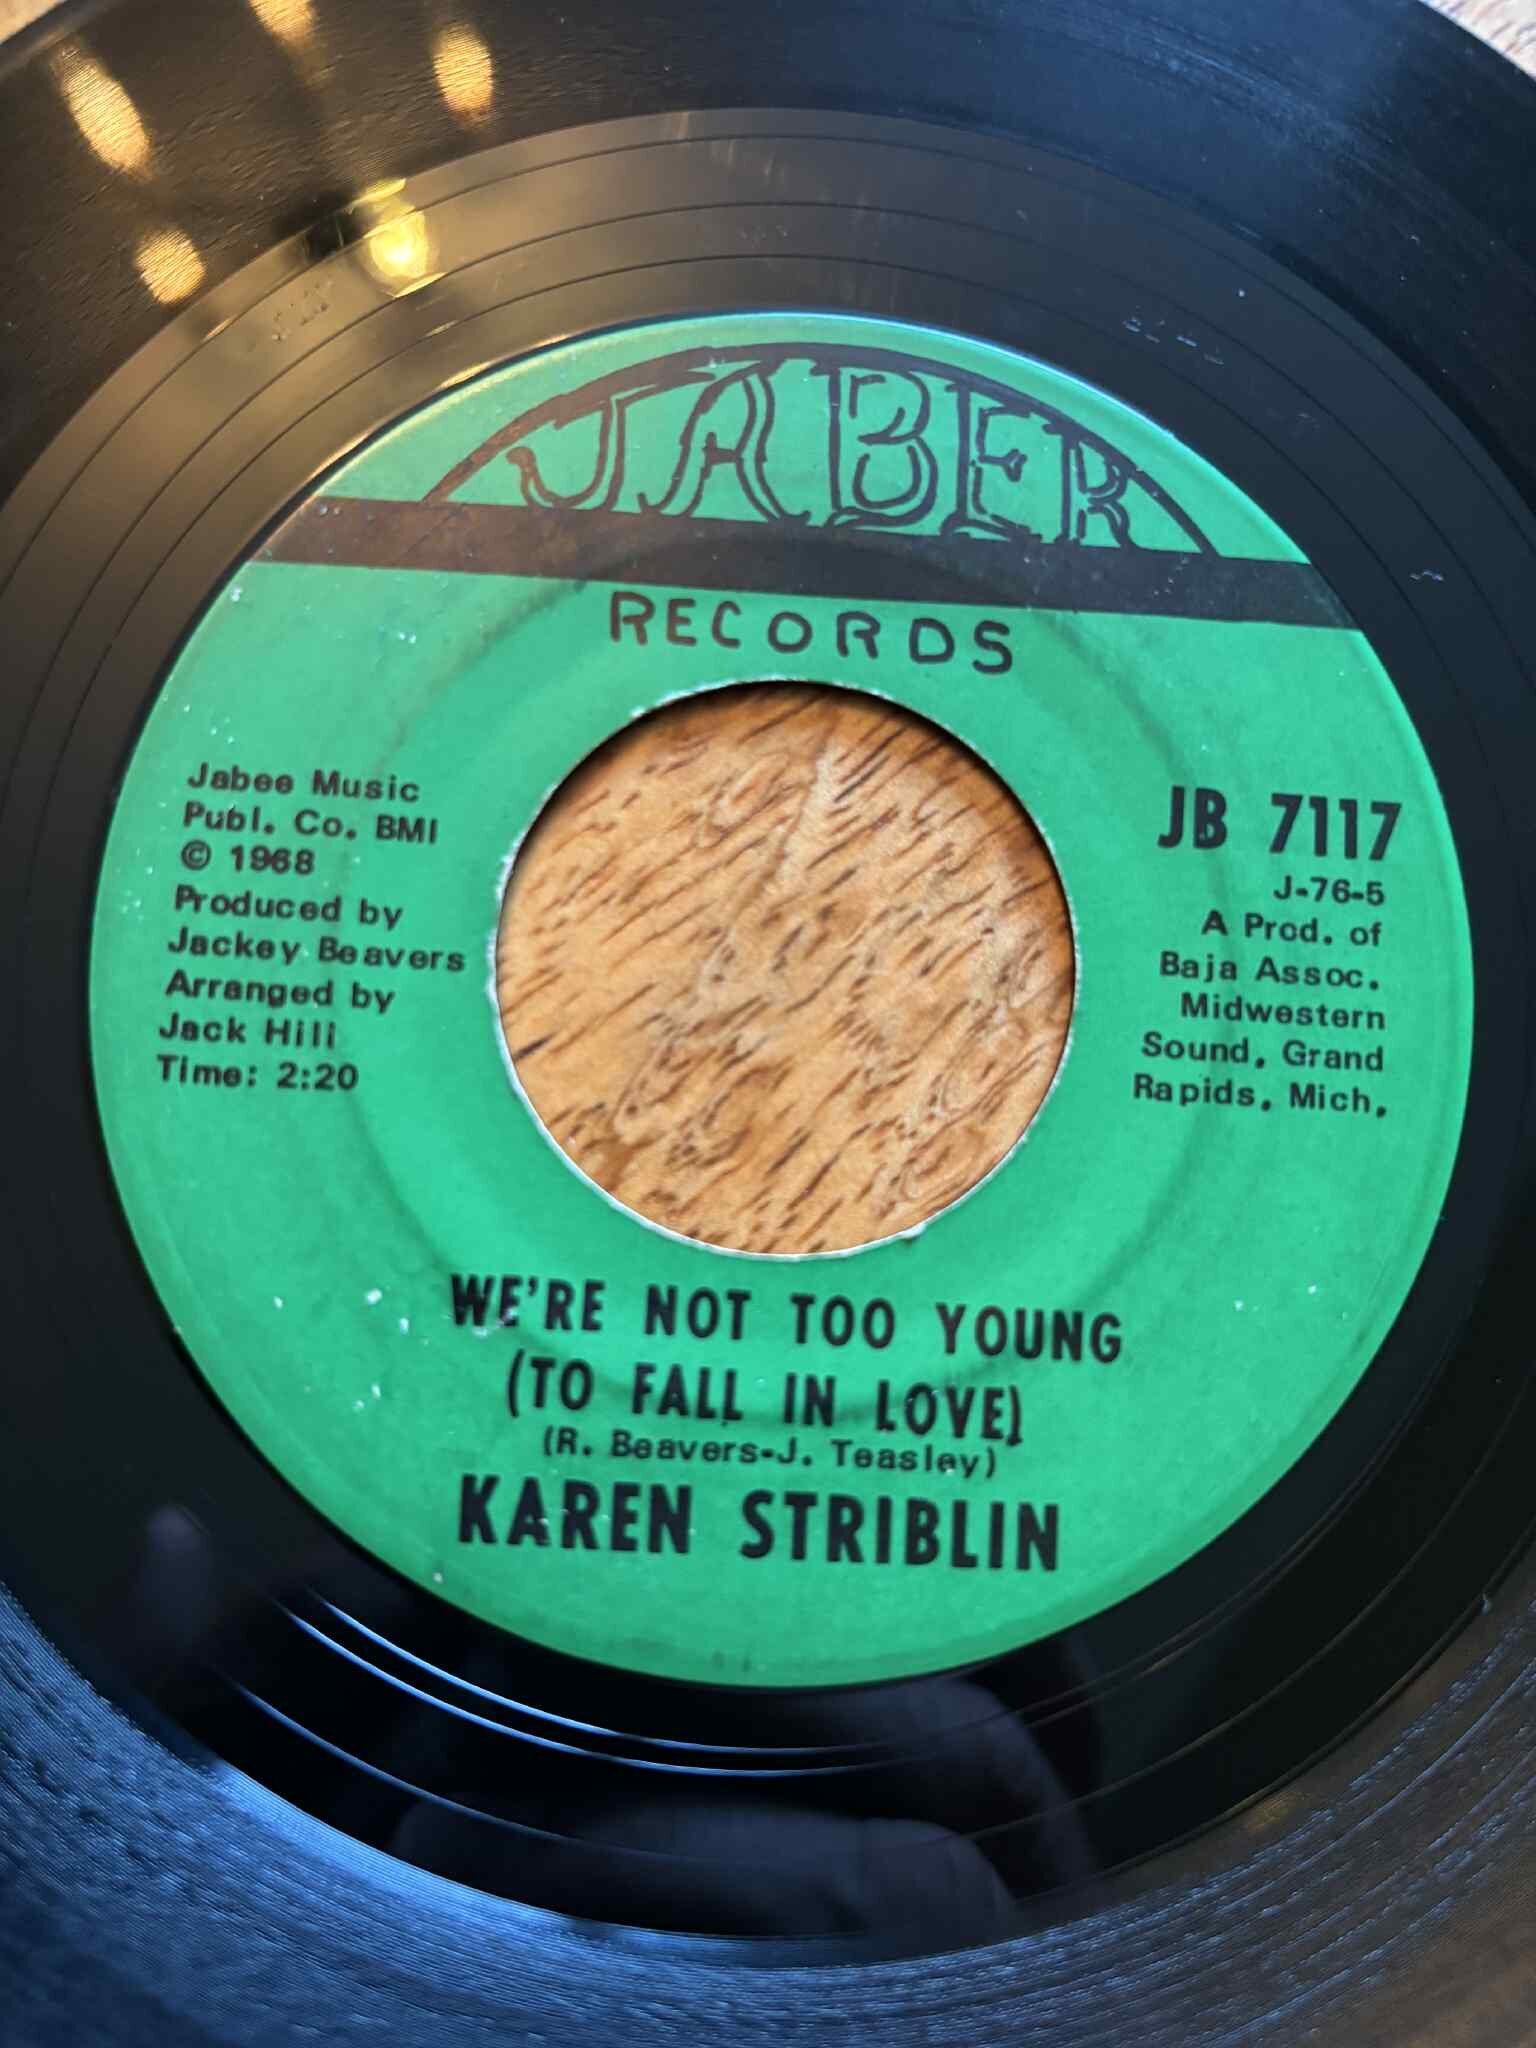 JABER
RECORDS
Jabee Music
Publ. Co. BMI
© 1968
Produced by
Jackey Beavers
Arranged by
Jack Hill
Time: 2:20
JB 7117
J-76-5
A Prod. of
Baja Assoc.
Midwestern
Sound, Grand
Rapids, Mich.
WE'RE NOT TOO YOUNG
(TO FALL IN LOVE)
(R. Beavers-J. Teasley)
KAREN STRIBLIN